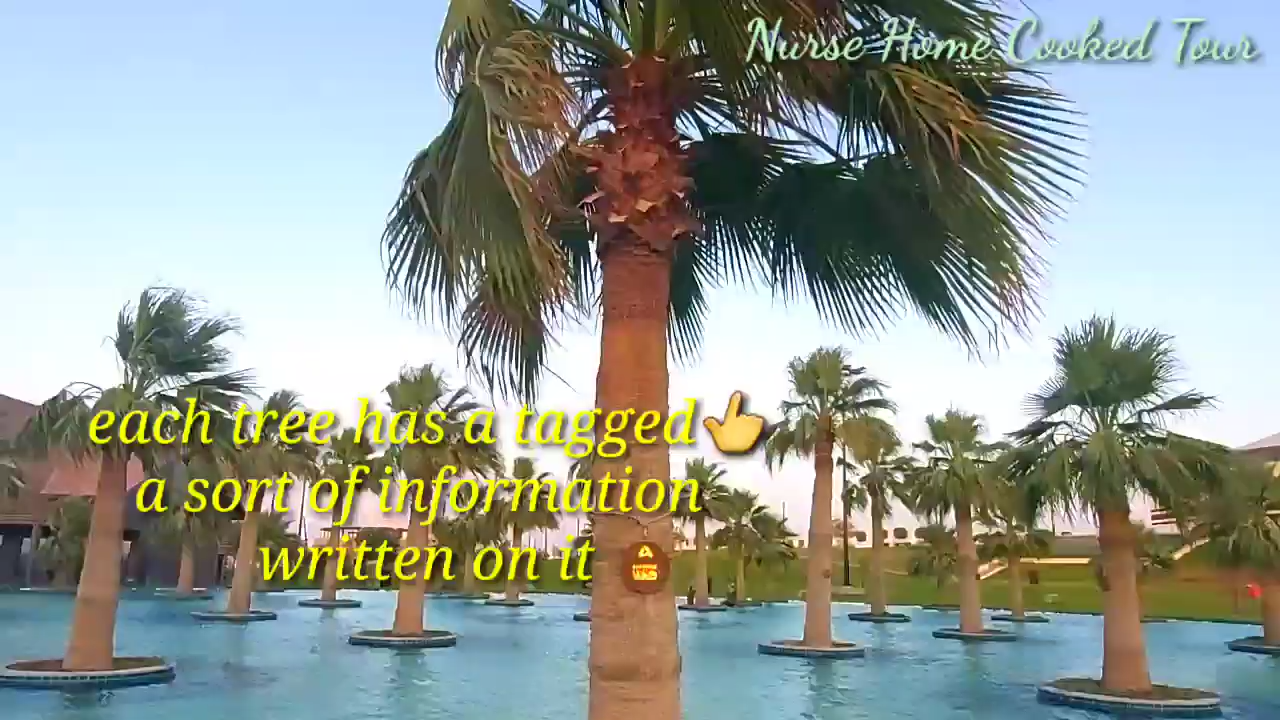 Nurse Home Cooked Tour
each tree has a tagged
a sort of information
written on it
A